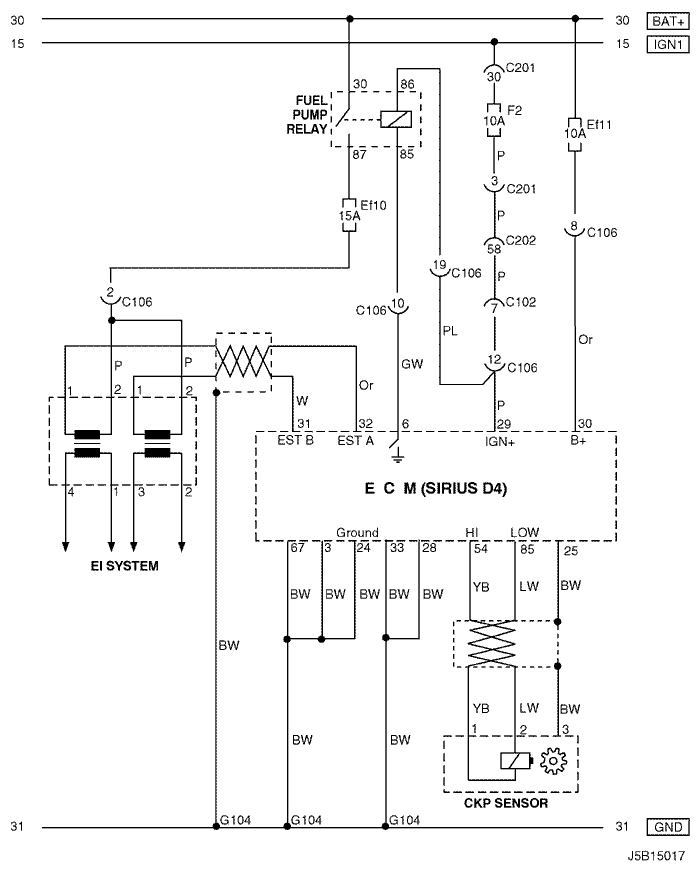 30 30 BAT+
15 15 IGN1
C201
30
30 86
FUEL
PUMP
RELAY
F2
10A
Ef11
10A
P
87 85
3
C201
Ef10
15A
P
8
C106
C202
58
19
C106
P
2
C106
C106 10
C102
7
PL
Or
P P
GW
12
C106
1 2 1 2
Or
W
P
31 32 6 29 30
EST B EST A IGN+ B+
E C M (SIRIUS D4)
4 1 3 2
Ground HI LOW
67 3 24 33 28 54 85 25
EI SYSTEM
BW BW BW BW BW YB LW BW
BW
YB LW BW
1 2 3
BW BW
CKP SENSOR
G104 G104 G104
31 31 GND
J5B15017